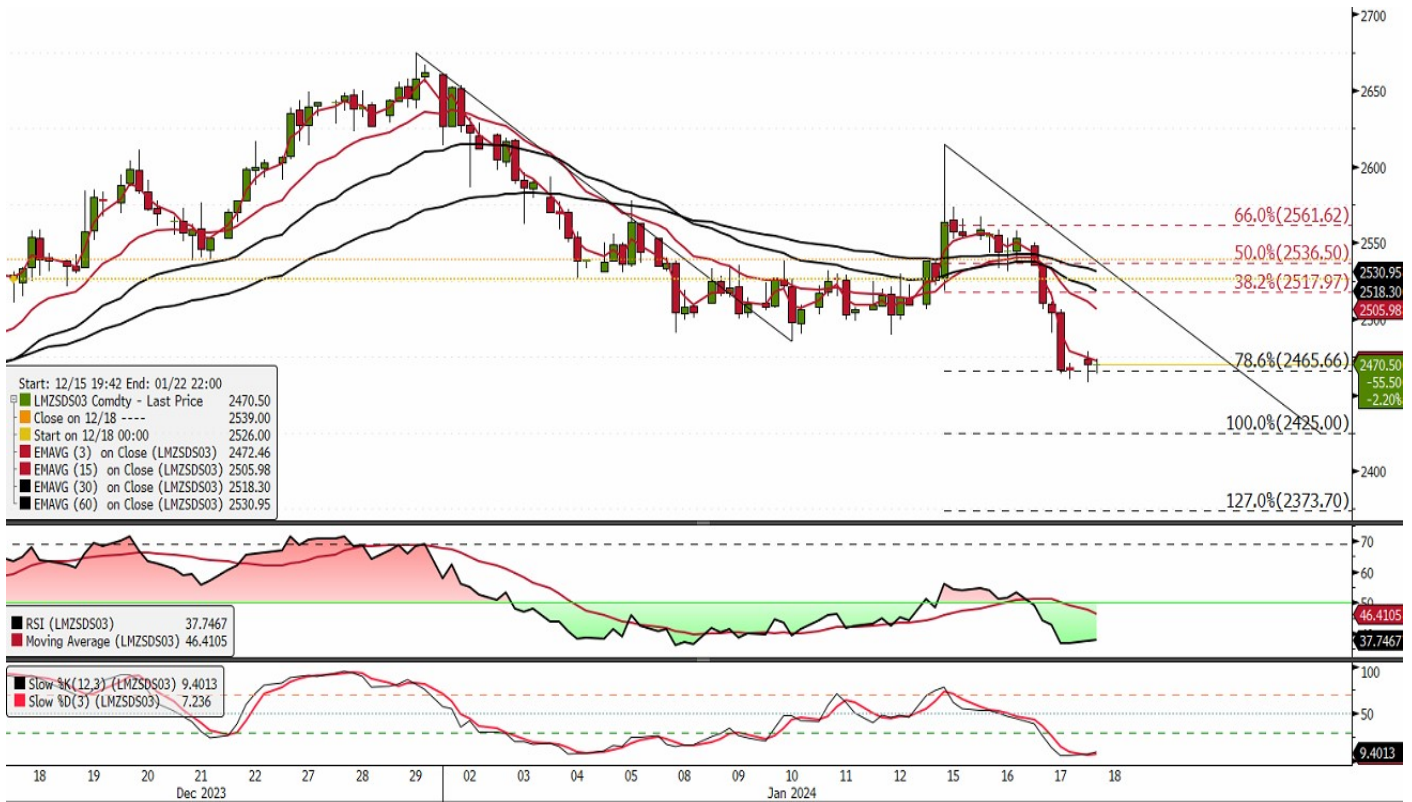 2700
2650
2600
66.0%(2561.62)
2550
50.0%(2536.50)
2530.95
38.2%(2517.97)
2518.30
2505.98
2500
78.6%(2465.66)
2470.50
-55.50
-2.20%
100.0%(2425.00)
2400
127.0%(2373.70)
Start: 12/15 19:42 End: 01/22 22:00
LMZSDS03 Comdty - Last Price 2470.50
Close on 12/18 ---- 2539.00
Start on 12/18 00:00 2526.00
EMAVG (3) on Close (LMZSDS03) 2472.46
EMAVG (15) on Close (LMZSDS03) 2505.98
EMAVG (30) on Close (LMZSDS03) 2518.30
EMAVG (60) on Close (LMZSDS03) 2530.95
70
60
50
46.4105
37.7467
RSI (LMZSDS03) 37.7467
Moving Average (LMZSDS03) 46.4105
100
50
9.4013
Slow %K(12,3) (LMZSDS03) 9.4013
Slow %D(3) (LMZSDS03) 7.236
18 19 20 21 22 27 28 29 02 03 04 05 08 09 10 11 12 15 16 17 18
Dec 2023 Jan 2024